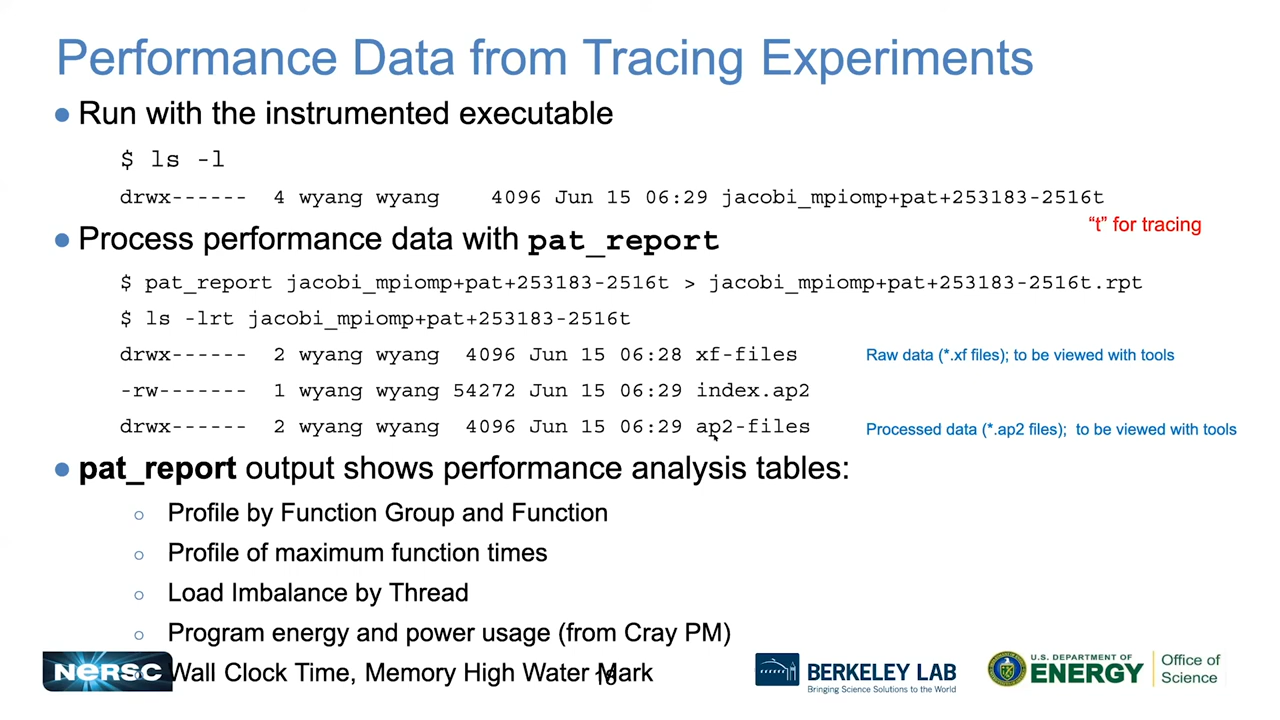 Performance Data from Tracing Experiments
● Run with the instrumented executable
$ ls -l
drwx------ 4 wyang wyang 4096 Jun 15 06:29 jacobi_mpiomp+pat+253183-2516t
“t” for tracing
● Process performance data with pat_report
$ pat_report jacobi_mpiomp+pat+253183-2516t > jacobi_mpiomp+pat+253183-2516t.rpt
$ ls -lrt jacobi_mpiomp+pat+253183-2516t
drwx------ 2 wyang wyang 4096 Jun 15 06:28 xf-files Raw data (*.xf files); to be viewed with tools
-rw------- 1 wyang wyang 54272 Jun 15 06:29 index.ap2
drwx------ 2 wyang wyang 4096 Jun 15 06:29 ap2-files Processed data (*.ap2 files); to be viewed with tools
● pat_report output shows performance analysis tables:
○ Profile by Function Group and Function
○ Profile of maximum function times
○ Load Imbalance by Thread
○ Program energy and power usage (from Cray PM)
○ Wall Clock Time, Memory High Water Mark
NERSC
BERKELEY LAB
Bringing Science Solutions to the World
U.S. DEPARTMENT OF
ENERGY
Office of
Science